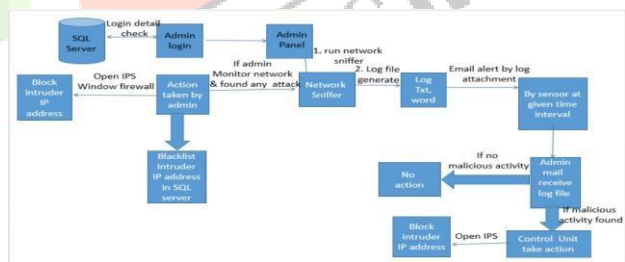 SQL
Server
Login detail
check
Admin
login
Admin
Panel
1. run network
sniffer
Block
intruder
IP
address
Open IPS
Window firewall
Action
taken by
admin
If admin
Monitor network
& found any attack
Network
Sniffer
2. Log file
generate
Log
Txt,
word
Email alert by log
attachment
By sensor at
given time
interval
Blacklist
intruder
IP address
in SQL
server
No
action
If no
malicious activity
Admin
mail
receive
log file
If malicious
activity found
Block
intruder
IP address
Open IPS
Control Unit
take action